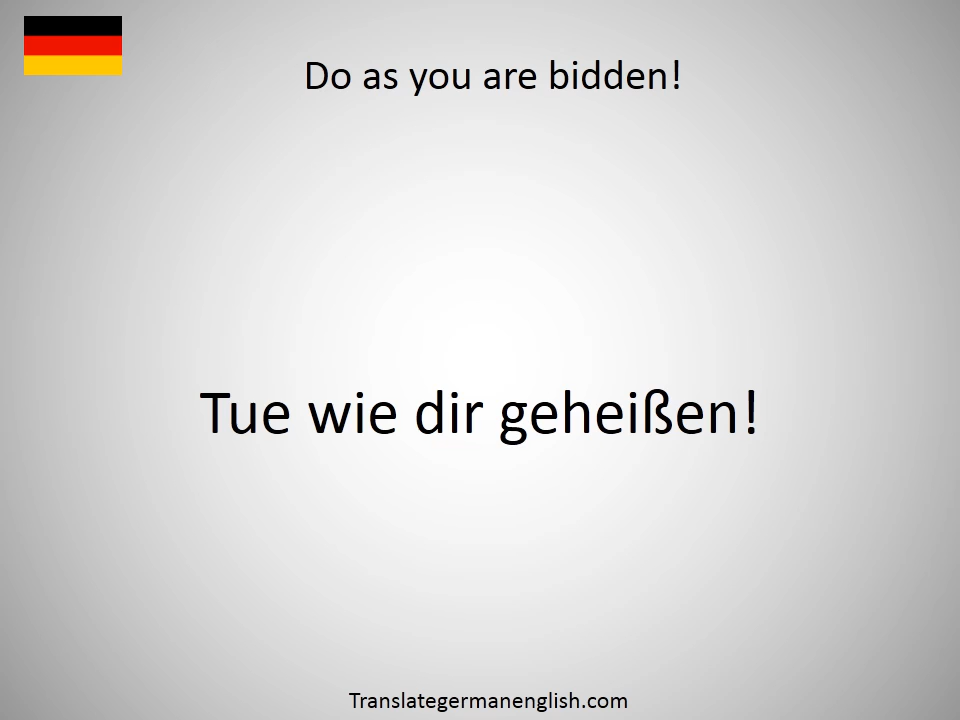 Do as you are bidden!
Tue wie dir geheißen!
Translategermanenglish.com